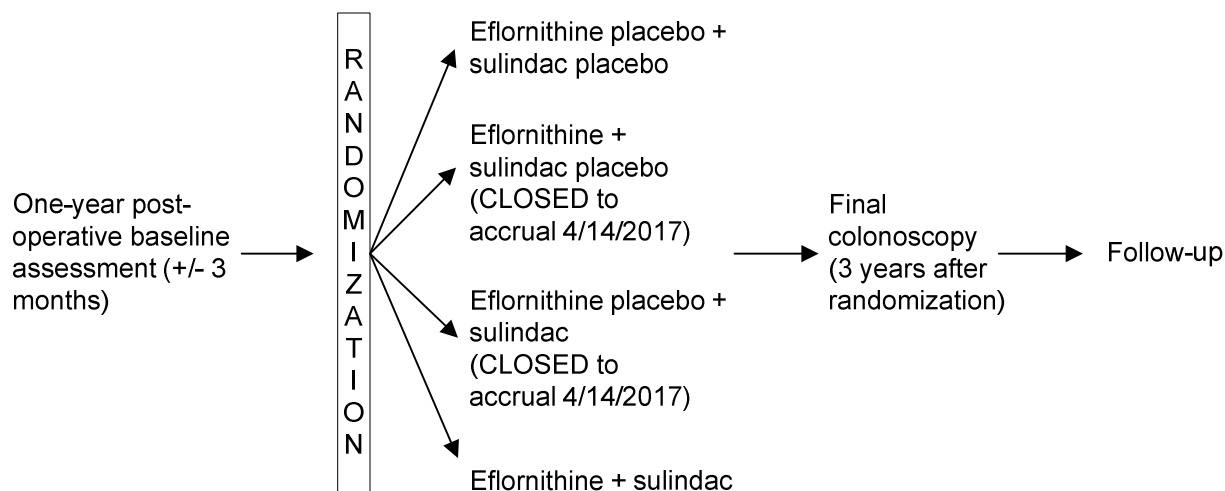 One-year post-
operative baseline
assessment (+/- 3
months)
RANDOMIZATION
Eflornithine placebo +
sulindac placebo
Eflornithine +
sulindac placebo
(CLOSED to
accrual 4/14/2017)
Eflornithine placebo +
sulindac
(CLOSED to
accrual 4/14/2017)
Eflornithine + sulindac
Final
colonoscopy
(3 years after
randomization)
Follow-up